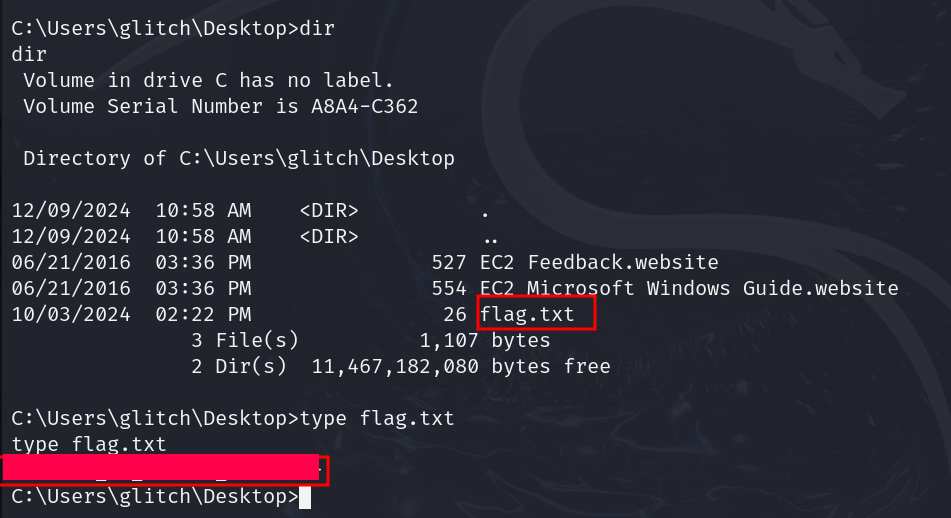 C:\Users\glitch\Desktop>dir
dir
 Volume in drive C has no label.
 Volume Serial Number is A8A4-C362

 Directory of C:\Users\glitch\Desktop

12/09/2024  10:58 AM    <DIR>          .
12/09/2024  10:58 AM    <DIR>          ..
06/21/2016  03:36 PM               527 EC2 Feedback.website
06/21/2016  03:36 PM               554 EC2 Microsoft Windows Guide.website
10/03/2024  02:22 PM                26 flag.txt
               3 File(s)          1,107 bytes
               2 Dir(s)  11,467,182,080 bytes free

C:\Users\glitch\Desktop>type flag.txt
type flag.txt
C:\Users\glitch\Desktop>